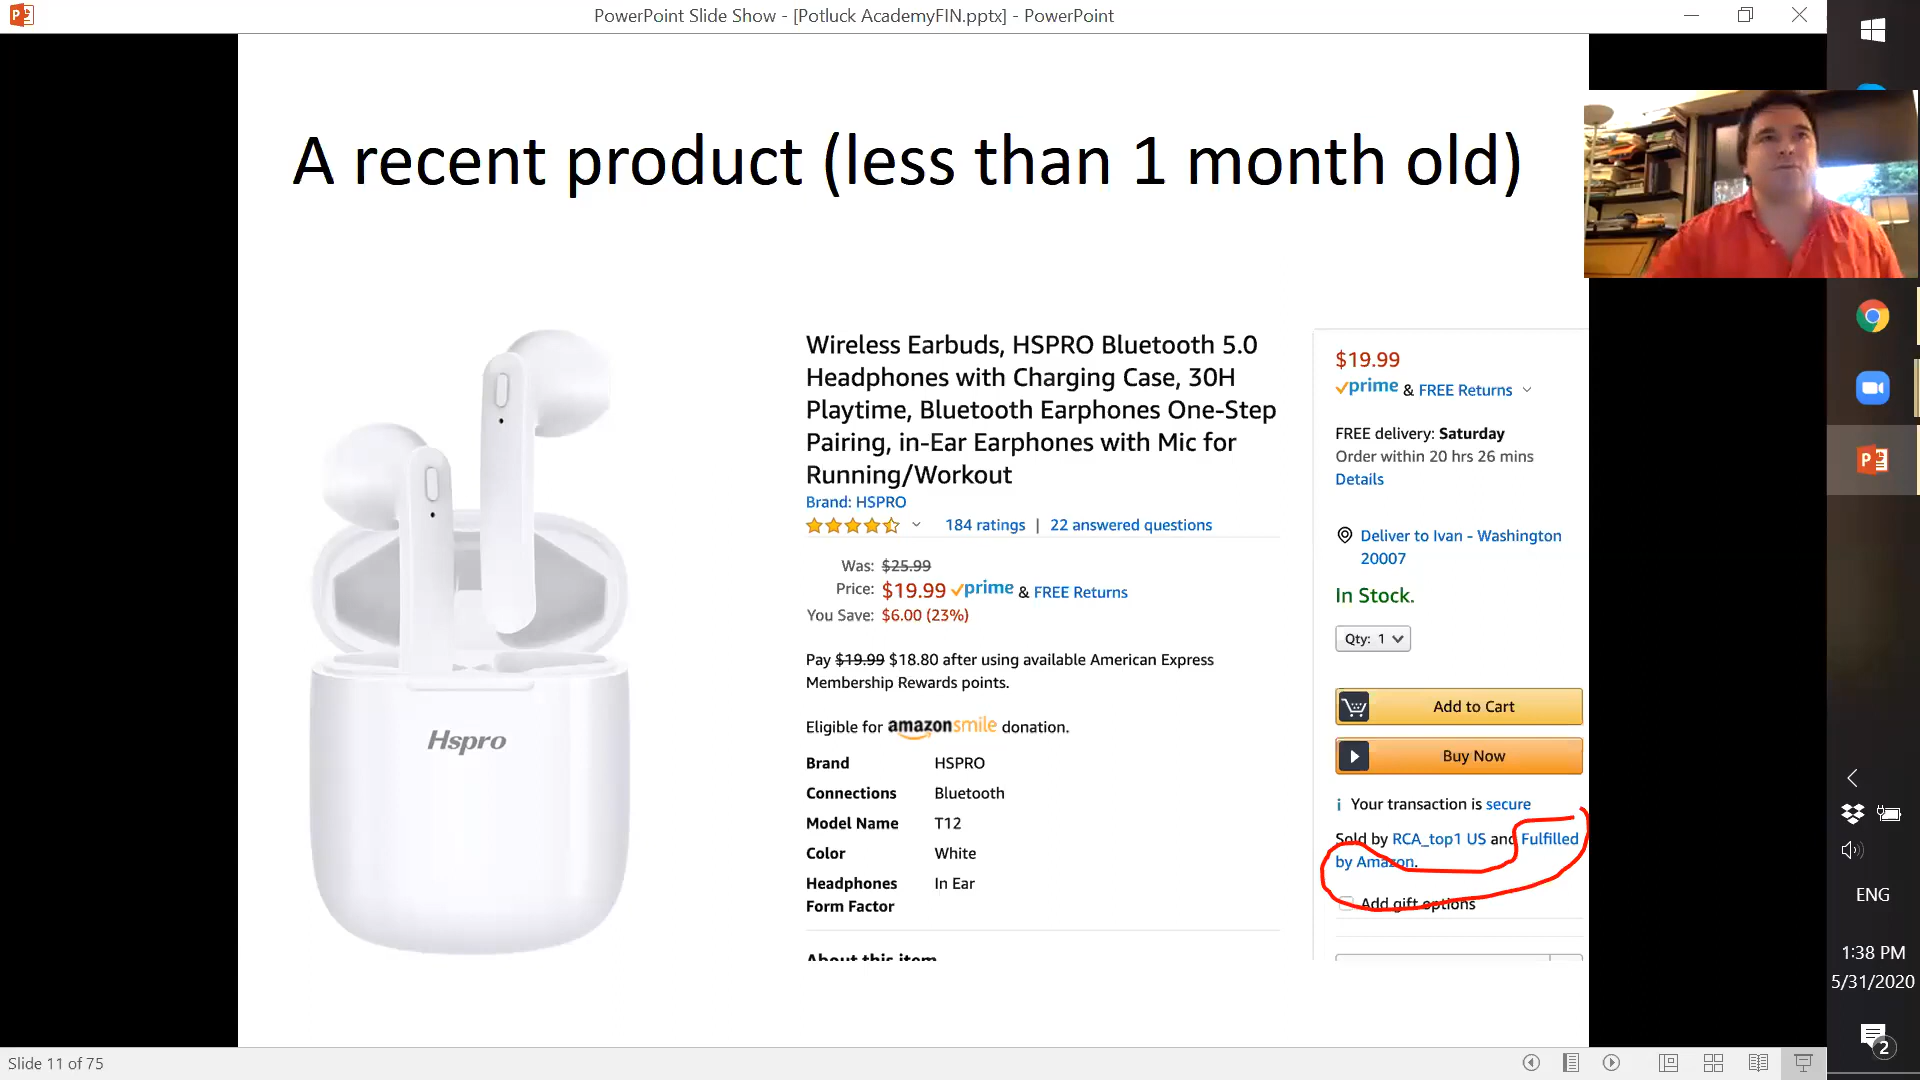 PowerPoint Slide Show - [Potluck AcademyFIN.pptx] - PowerPoint
A recent product (less than 1 month old)
Hspro
Wireless Earbuds, HSPRO Bluetooth 5.0
Headphones with Charging Case, 30H
Playtime, Bluetooth Earphones One-Step
Pairing, in-Ear Earphones with Mic for
Running/Workout
Brand: HSPRO
184 ratings | 22 answered questions
Was: $25.99
Price: $19.99 prime & FREE Returns
You Save: $6.00 (23%)
Pay $19.99 $18.80 after using available American Express
Membership Rewards points.
Eligible for amazonsmile donation.
Brand HSPRO
Connections Bluetooth
Model Name T12
Color White
Headphones In Ear
Form Factor
About this item
$19.99
prime & FREE Returns
FREE delivery: Saturday
Order within 20 hrs 26 mins
Details
Deliver to Ivan - Washington
20007
In Stock.
Qty: 1
Add to Cart
Buy Now
Your transaction is secure
Sold by RCA_top1 US and Fulfilled
by Amazon.
Add gift options
ENG
1:38 PM
5/31/2020
2
Slide 11 of 75